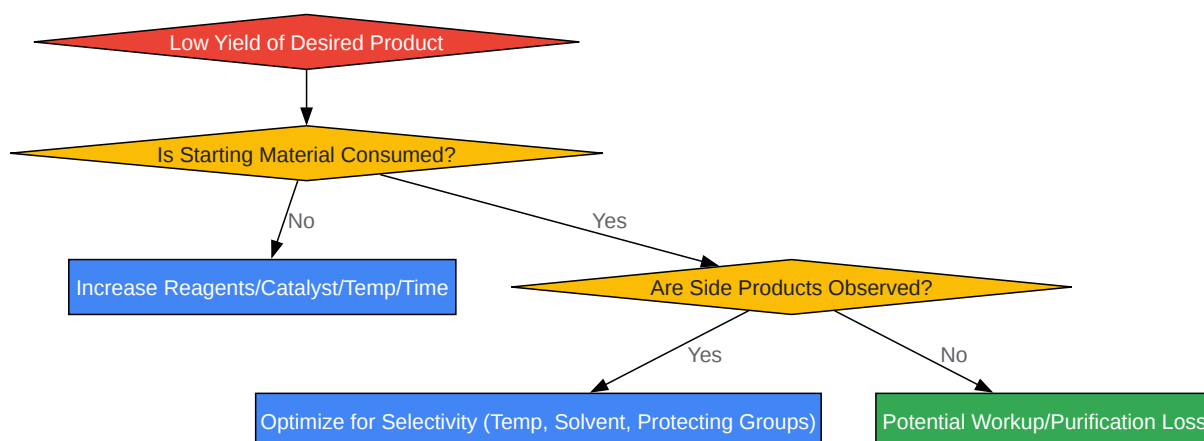 Low Yield of Desired Product
Is Starting Material Consumed?
No
Yes
Increase Reagents/Catalyst/Temp/Time
Are Side Products Observed?
Yes
No
Optimize for Selectivity (Temp, Solvent, Protecting Groups)
Potential Workup/Purification Loss